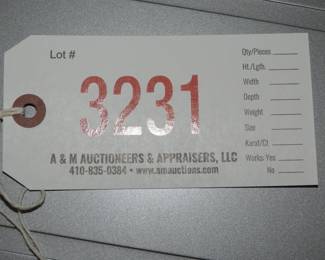 Lot #
3231
A & M AUCTIONEERS & APPRAISERS, LLC
410-835-0384 • www.amauctions.com
Qty/Pieces
Ht./Lgth.
Width
Depth
Weight
Size
Karat/Ct
Works: Yes
No